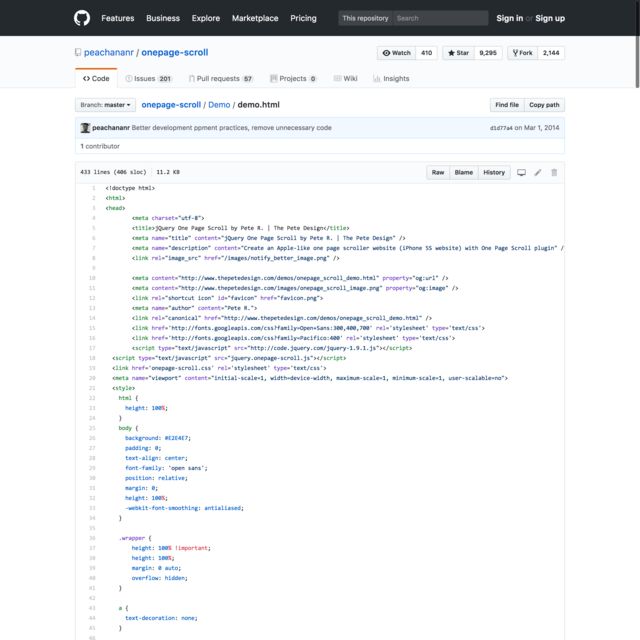 Features Business Explore Marketplace Pricing This repository Search Sign in or Sign up
peachananr / onepage-scroll Watch 410 Star 9,295 Fork 2,144
Code Issues 201 Pull requests 57 Projects 0 Wiki Insights
Branch: master onepage-scroll / Demo / demo.html Find file Copy path
peachananr Better development ppment practices, remove unnecessary code d1d77a4 on Mar 1, 2014
1 contributor
433 lines (406 sloc) 11.2 KB Raw Blame History
1 <!doctype html>
2 <html>
3 <head>
4 <meta charset="utf-8">
5 <title>jQuery One Page Scroll by Pete R. | The Pete Design</title>
6 <meta name="title" content="jQuery One Page Scroll by Pete R. | The Pete Design" />
7 <meta name="description" content="Create an Apple-like one page scroller website (iPhone 5S website) with One Page Scroll plugin" /
8 <link rel="image_src" href="/images/notify_better_image.png" />
9
10 <meta content="http://www.thepetedesign.com/demos/onepage_scroll_demo.html" property="og:url" />
11 <meta content="http://www.thepetedesign.com/images/onepage_scroll_image.png" property="og:image" />
12 <link rel="shortcut icon" id="favicon" href="favicon.png">
13 <meta name="author" content="Pete R.">
14 <link rel="canonical" href="http://www.thepetedesign.com/demos/onepage_scroll_demo.html" />
15 <link href='http://fonts.googleapis.com/css?family=Open+Sans:300,400,700' rel='stylesheet' type='text/css'>
16 <link href='http://fonts.googleapis.com/css?family=Pacifico:400' rel='stylesheet' type='text/css'>
17 <script type="text/javascript" src="http://code.jquery.com/jquery-1.9.1.js"></script>
18 <script type="text/javascript" src="jquery.onepage-scroll.js"></script>
19 <link href='onepage-scroll.css' rel='stylesheet' type='text/css'>
20 <meta name="viewport" content="initial-scale=1, width=device-width, maximum-scale=1, minimum-scale=1, user-scalable=no">
21 <style>
22 html {
23 height: 100%;
24 }
25 body {
26 background: #E2E4E7;
27 padding: 0;
28 text-align: center;
29 font-family: 'open sans';
30 position: relative;
31 margin: 0;
32 height: 100%;
33 -webkit-font-smoothing: antialiased;
34 }
35
36 .wrapper {
37 height: 100% !important;
38 height: 100%;
39 margin: 0 auto;
40 overflow: hidden;
41 }
42
43 a {
44 text-decoration: none;
45 }
46